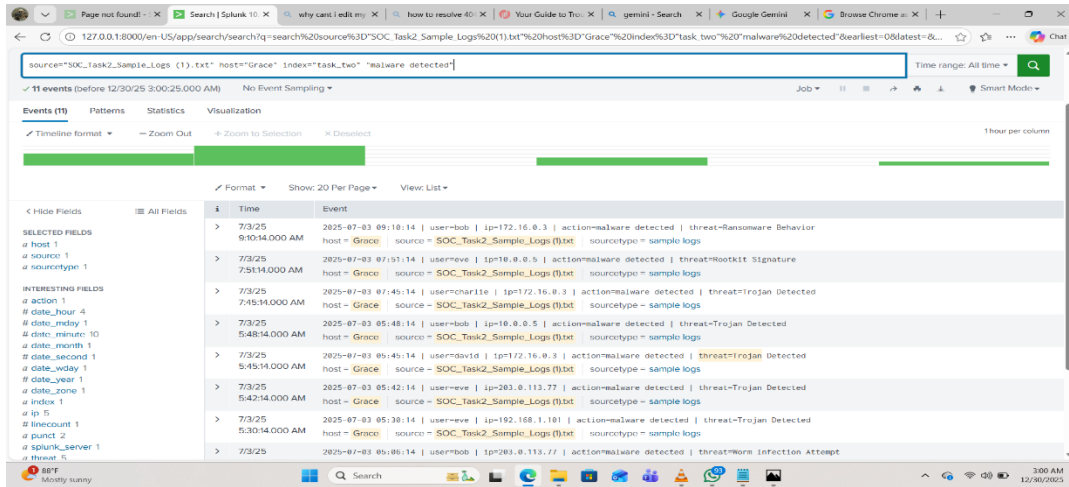 Page not found! -
Search | Splunk 10.
why cant i edit my
how to resolve 40
Your Guide to Trou
gemini - Search
Google Gemini
Browse Chrome as
127.0.0.1:8000/en-US/app/search/search?q=search%20source%3D"SOC_Task2_Sample_Logs%20(1).txt"%20host%3D"Grace"%20index%3D"task_two"%20"malware%20detected"&earliest=0&latest=&...
Chat
source="SOC_Task2_Sample_Logs (1).txt" host="Grace" index="task_two" "malware detected"
Time range: All time
✓ 11 events (before 12/30/25 3:00:25.000 AM)
No Event Sampling
Job
Smart Mode
Events (11)
Patterns
Statistics
Visualization
Timeline format
— Zoom Out
+ Zoom to Selection
× Deselect
1 hour per column
Format
Show: 20 Per Page
View: List
< Hide Fields
All Fields
i
Time
Event
SELECTED FIELDS
a host 1
a source 1
a sourcetype 1
INTERESTING FIELDS
a action 1
# date_hour 4
# date_mday 1
# date_minute 10
a date_month 1
# date_second 1
a date_wday 1
# date_year 1
a date_zone 1
a index 1
a ip 5
# linecount 1
a punct 2
a splunk_server 1
a threat 5
7/3/25
9:10:14.000 AM
2025-07-03 09:10:14 | user=bob | ip=172.16.0.3 | action=malware detected | threat=Ransomware Behavior
host = Grace source = SOC_Task2_Sample_Logs (1).txt sourcetype = sample logs
7/3/25
7:51:14.000 AM
2025-07-03 07:51:14 | user=eve | ip=10.0.0.5 | action=malware detected | threat=Rootkit Signature
host = Grace source = SOC_Task2_Sample_Logs (1).txt sourcetype = sample logs
7/3/25
7:45:14.000 AM
2025-07-03 07:45:14 | user=charlie | ip=172.16.0.3 | action=malware detected | threat=Trojan Detected
host = Grace source = SOC_Task2_Sample_Logs (1).txt sourcetype = sample logs
7/3/25
5:48:14.000 AM
2025-07-03 05:48:14 | user=bob | ip=10.0.0.5 | action=malware detected | threat=Trojan Detected
host = Grace source = SOC_Task2_Sample_Logs (1).txt sourcetype = sample logs
7/3/25
5:45:14.000 AM
2025-07-03 05:45:14 | user=david | ip=172.16.0.3 | action=malware detected | threat=Trojan Detected
host = Grace source = SOC_Task2_Sample_Logs (1).txt sourcetype = sample logs
7/3/25
5:42:14.000 AM
2025-07-03 05:42:14 | user=eve | ip=203.0.113.77 | action=malware detected | threat=Trojan Detected
host = Grace source = SOC_Task2_Sample_Logs (1).txt sourcetype = sample logs
7/3/25
5:30:14.000 AM
2025-07-03 05:30:14 | user=eve | ip=192.168.1.101 | action=malware detected | threat=Trojan Detected
host = Grace source = SOC_Task2_Sample_Logs (1).txt sourcetype = sample logs
7/3/25
2025-07-03 05:06:14 | user=bob | ip=203.0.113.77 | action=malware detected | threat=Worm Infection Attempt
1
88°F
Mostly sunny
Search
93
3:00 AM
12/30/2025